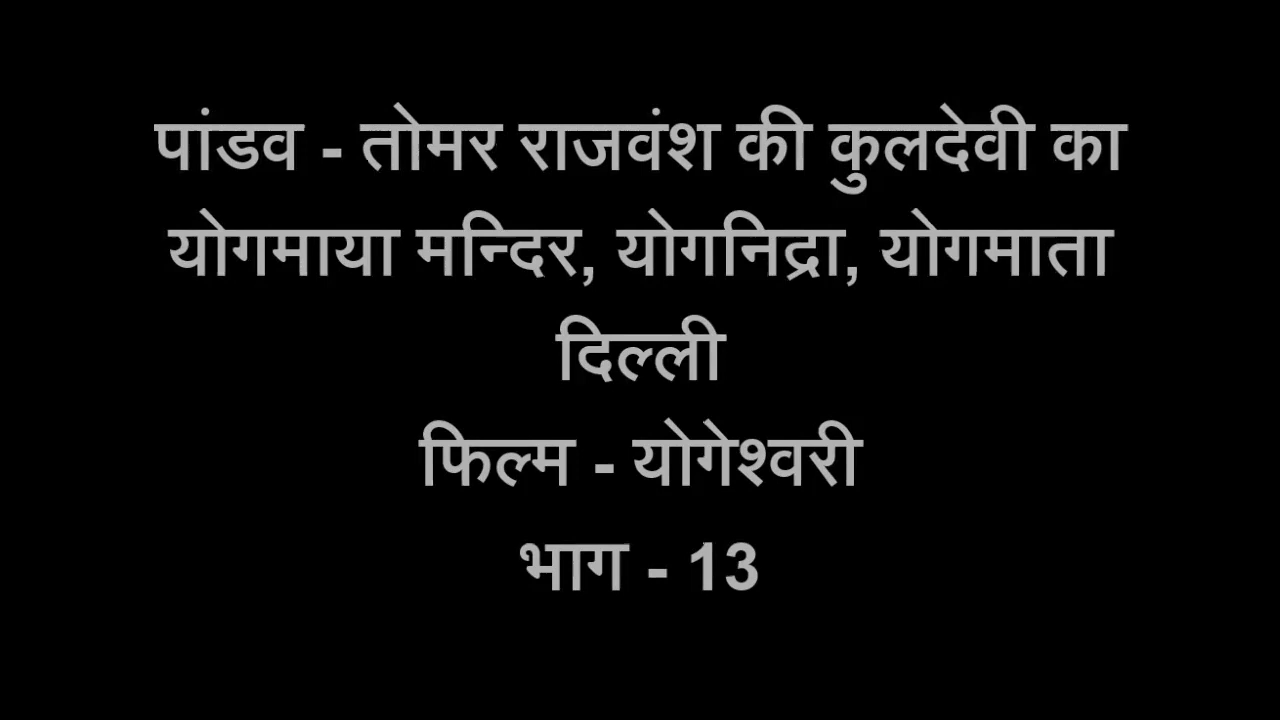 पांडव - तोमर राजवंश की कुलदेवी का
योगमाया मन्दिर, योगनिद्रा, योगमाता
दिल्ली
फिल्म - योगेश्वरी
भाग - 13